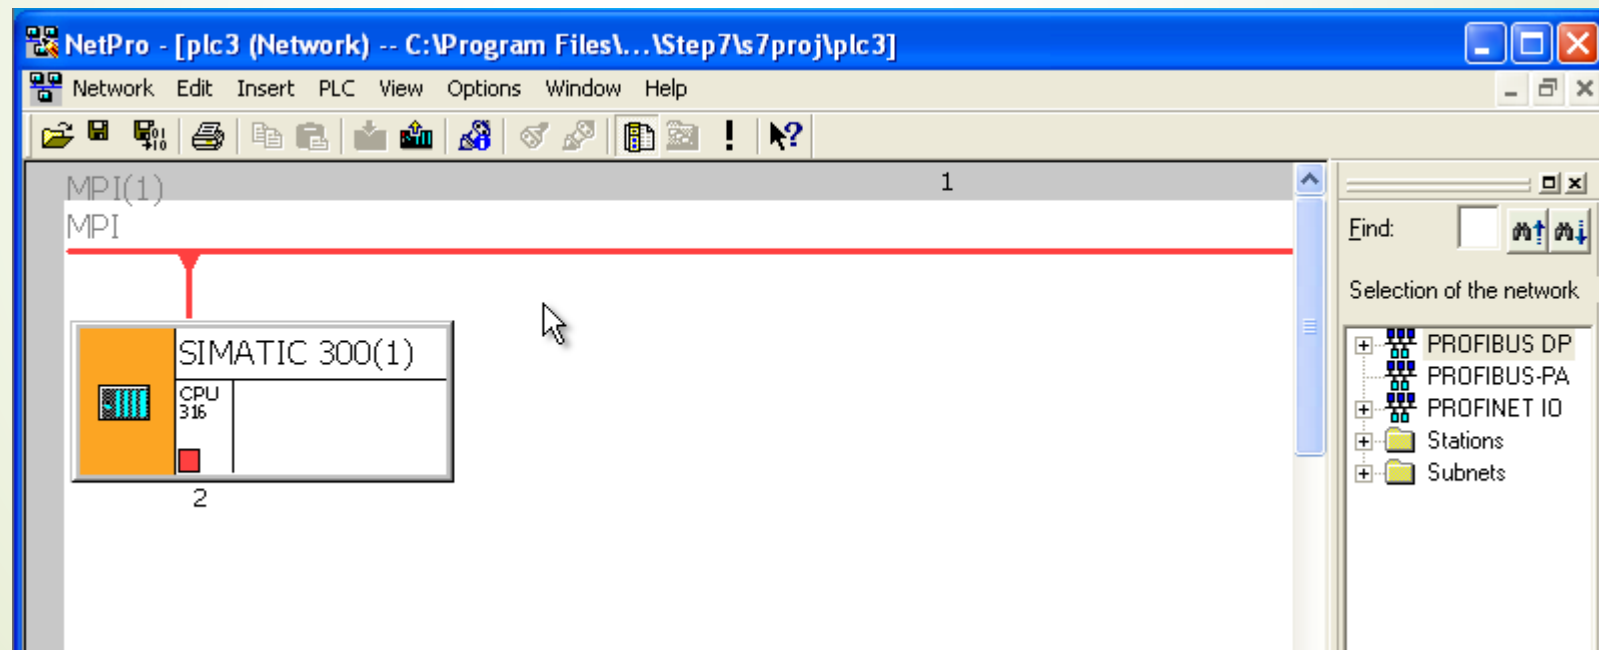 NetPro - [plc3 (Network) -- C:\Program Files\...\Step7\s7proj\plc3]
Network Edit Insert PLC View Options Window Help
MPI(1)
1
MPI
SIMATIC 300(1)
CPU
316
2
Find:
Selection of the network
PROFIBUS DP
PROFIBUS-PA
PROFINET IO
Stations
Subnets